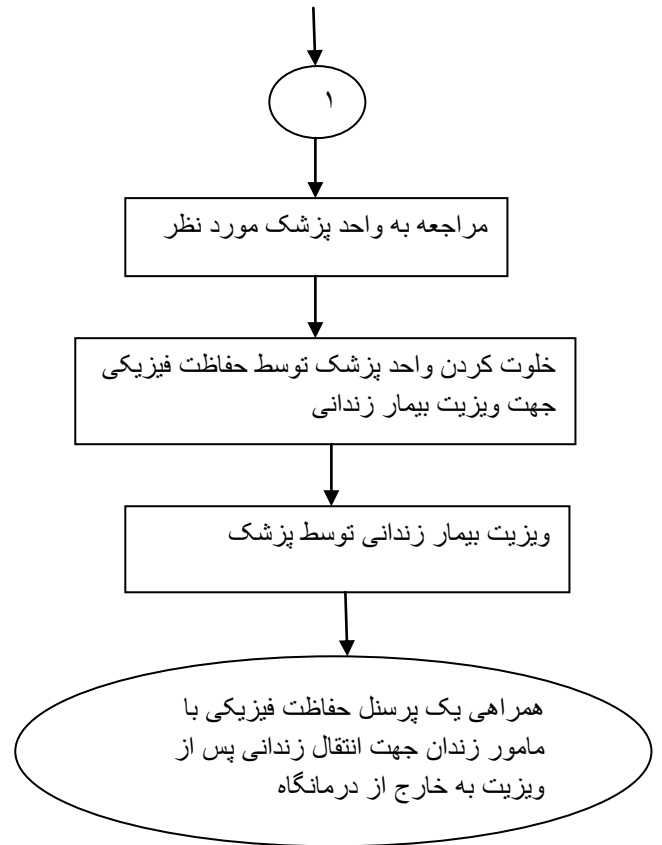 ۱
مراجعه به واحد پزشک مورد نظر
خلوت کردن واحد پزشک توسط حفاظت فیزیکی
جهت ویزیت بیمار زندانی
ویزیت بیمار زندانی توسط پزشک
همراهی یک پرسنل حفاظت فیزیکی با
مامور زندان جهت انتقال زندانی پس از
ویزیت به خارج از درمانگاه